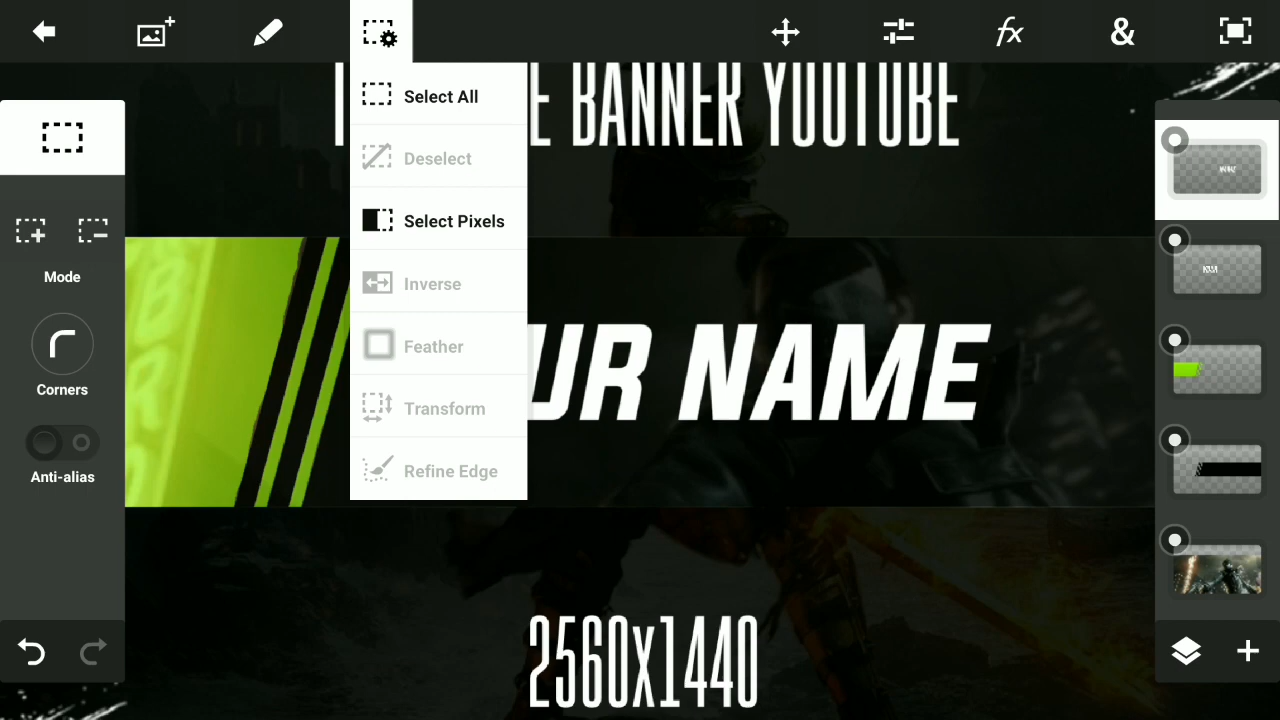 fx
&
E BANNER YOUTUBE
Select All
Deselect
Select Pixels
Inverse
Feather
Transform
Refine Edge
Mode
Corners
Anti-alias
UR NAME
2560x1440